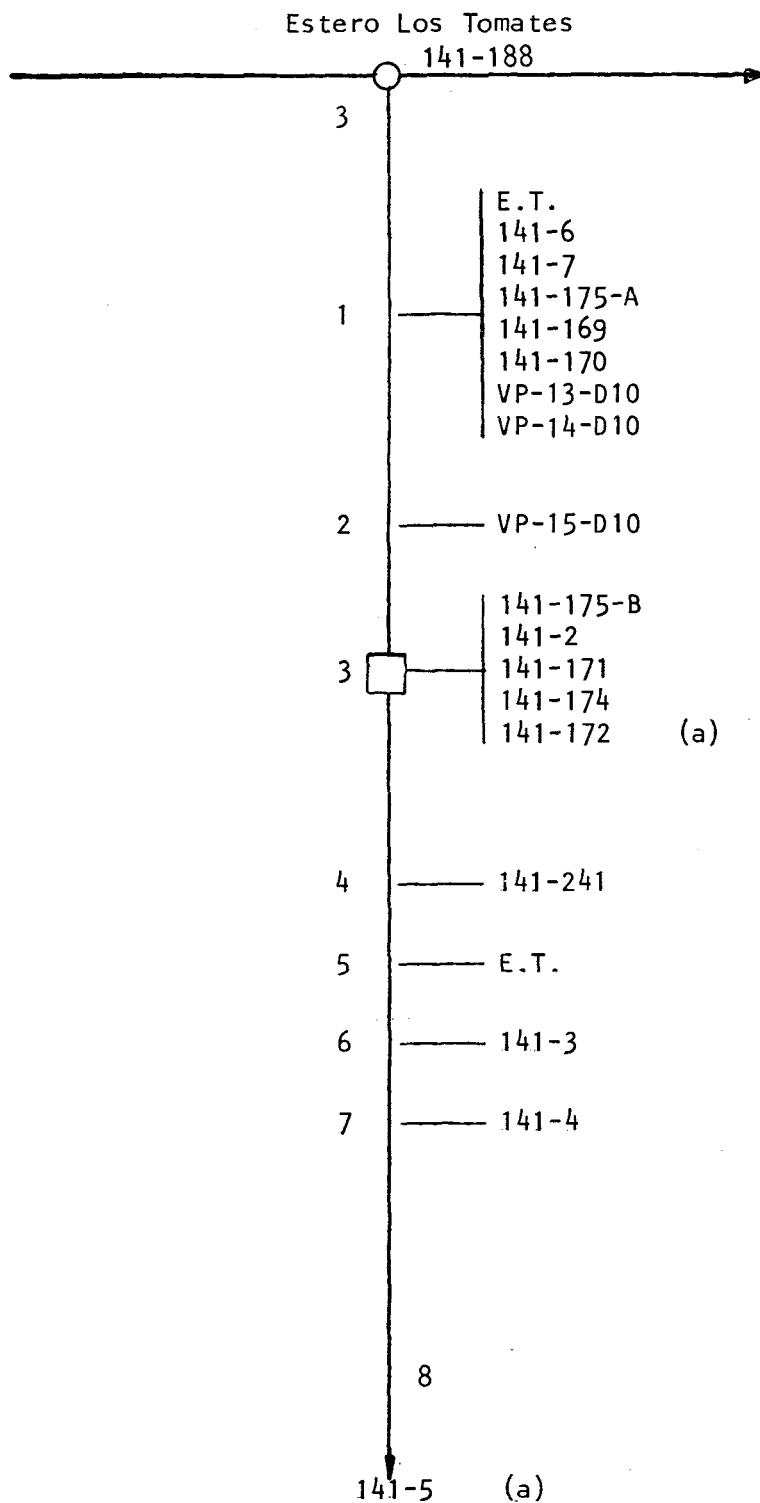 Estero Los Tomates
141-188
3
E.T.
141-6
141-7
141-175-A
1
141-169
141-170
VP-13-D10
VP-14-D10
2 VP-15-D10
141-175-B
141-2
3 141-171
141-174
141-172 (a)
4 141-241
5 E.T.
6 141-3
7 141-4
8
141-5 (a)